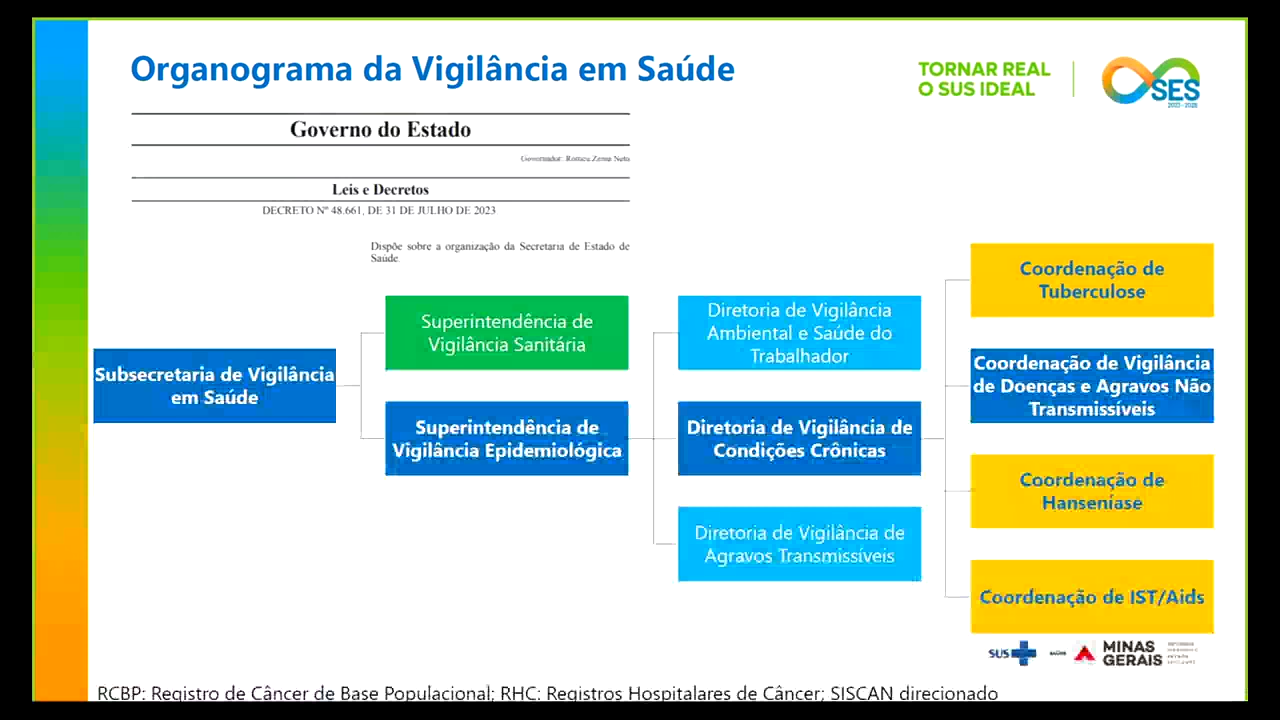 Organograma da Vigilância em Saúde
TORNAR REAL
O SUS IDEAL
SES
Governo do Estado
Governador: Romeu Zema Neto
Leis e Decretos
DECRETO Nº 48.661, DE 31 DE JULHO DE 2023
Dispõe sobre a organização da Secretaria de Estado de
Saúde.
Subsecretaria de Vigilância
em Saúde
Superintendência de
Vigilância Sanitária
Superintendência de
Vigilância Epidemiológica
Diretoria de Vigilância
Ambiental e Saúde do
Trabalhador
Diretoria de Vigilância de
Condições Crônicas
Diretoria de Vigilância de
Agravos Transmissíveis
Coordenação de
Tuberculose
Coordenação de Vigilância
de Doenças e Agravos Não
Transmissíveis
Coordenação de
Hanseníase
Coordenação de IST/Aids
SUS
SAÚDE
MINAS
GERAIS
RCBP: Registro de Câncer de Base Populacional; RHC: Registros Hospitalares de Câncer; SISCAN direcionado